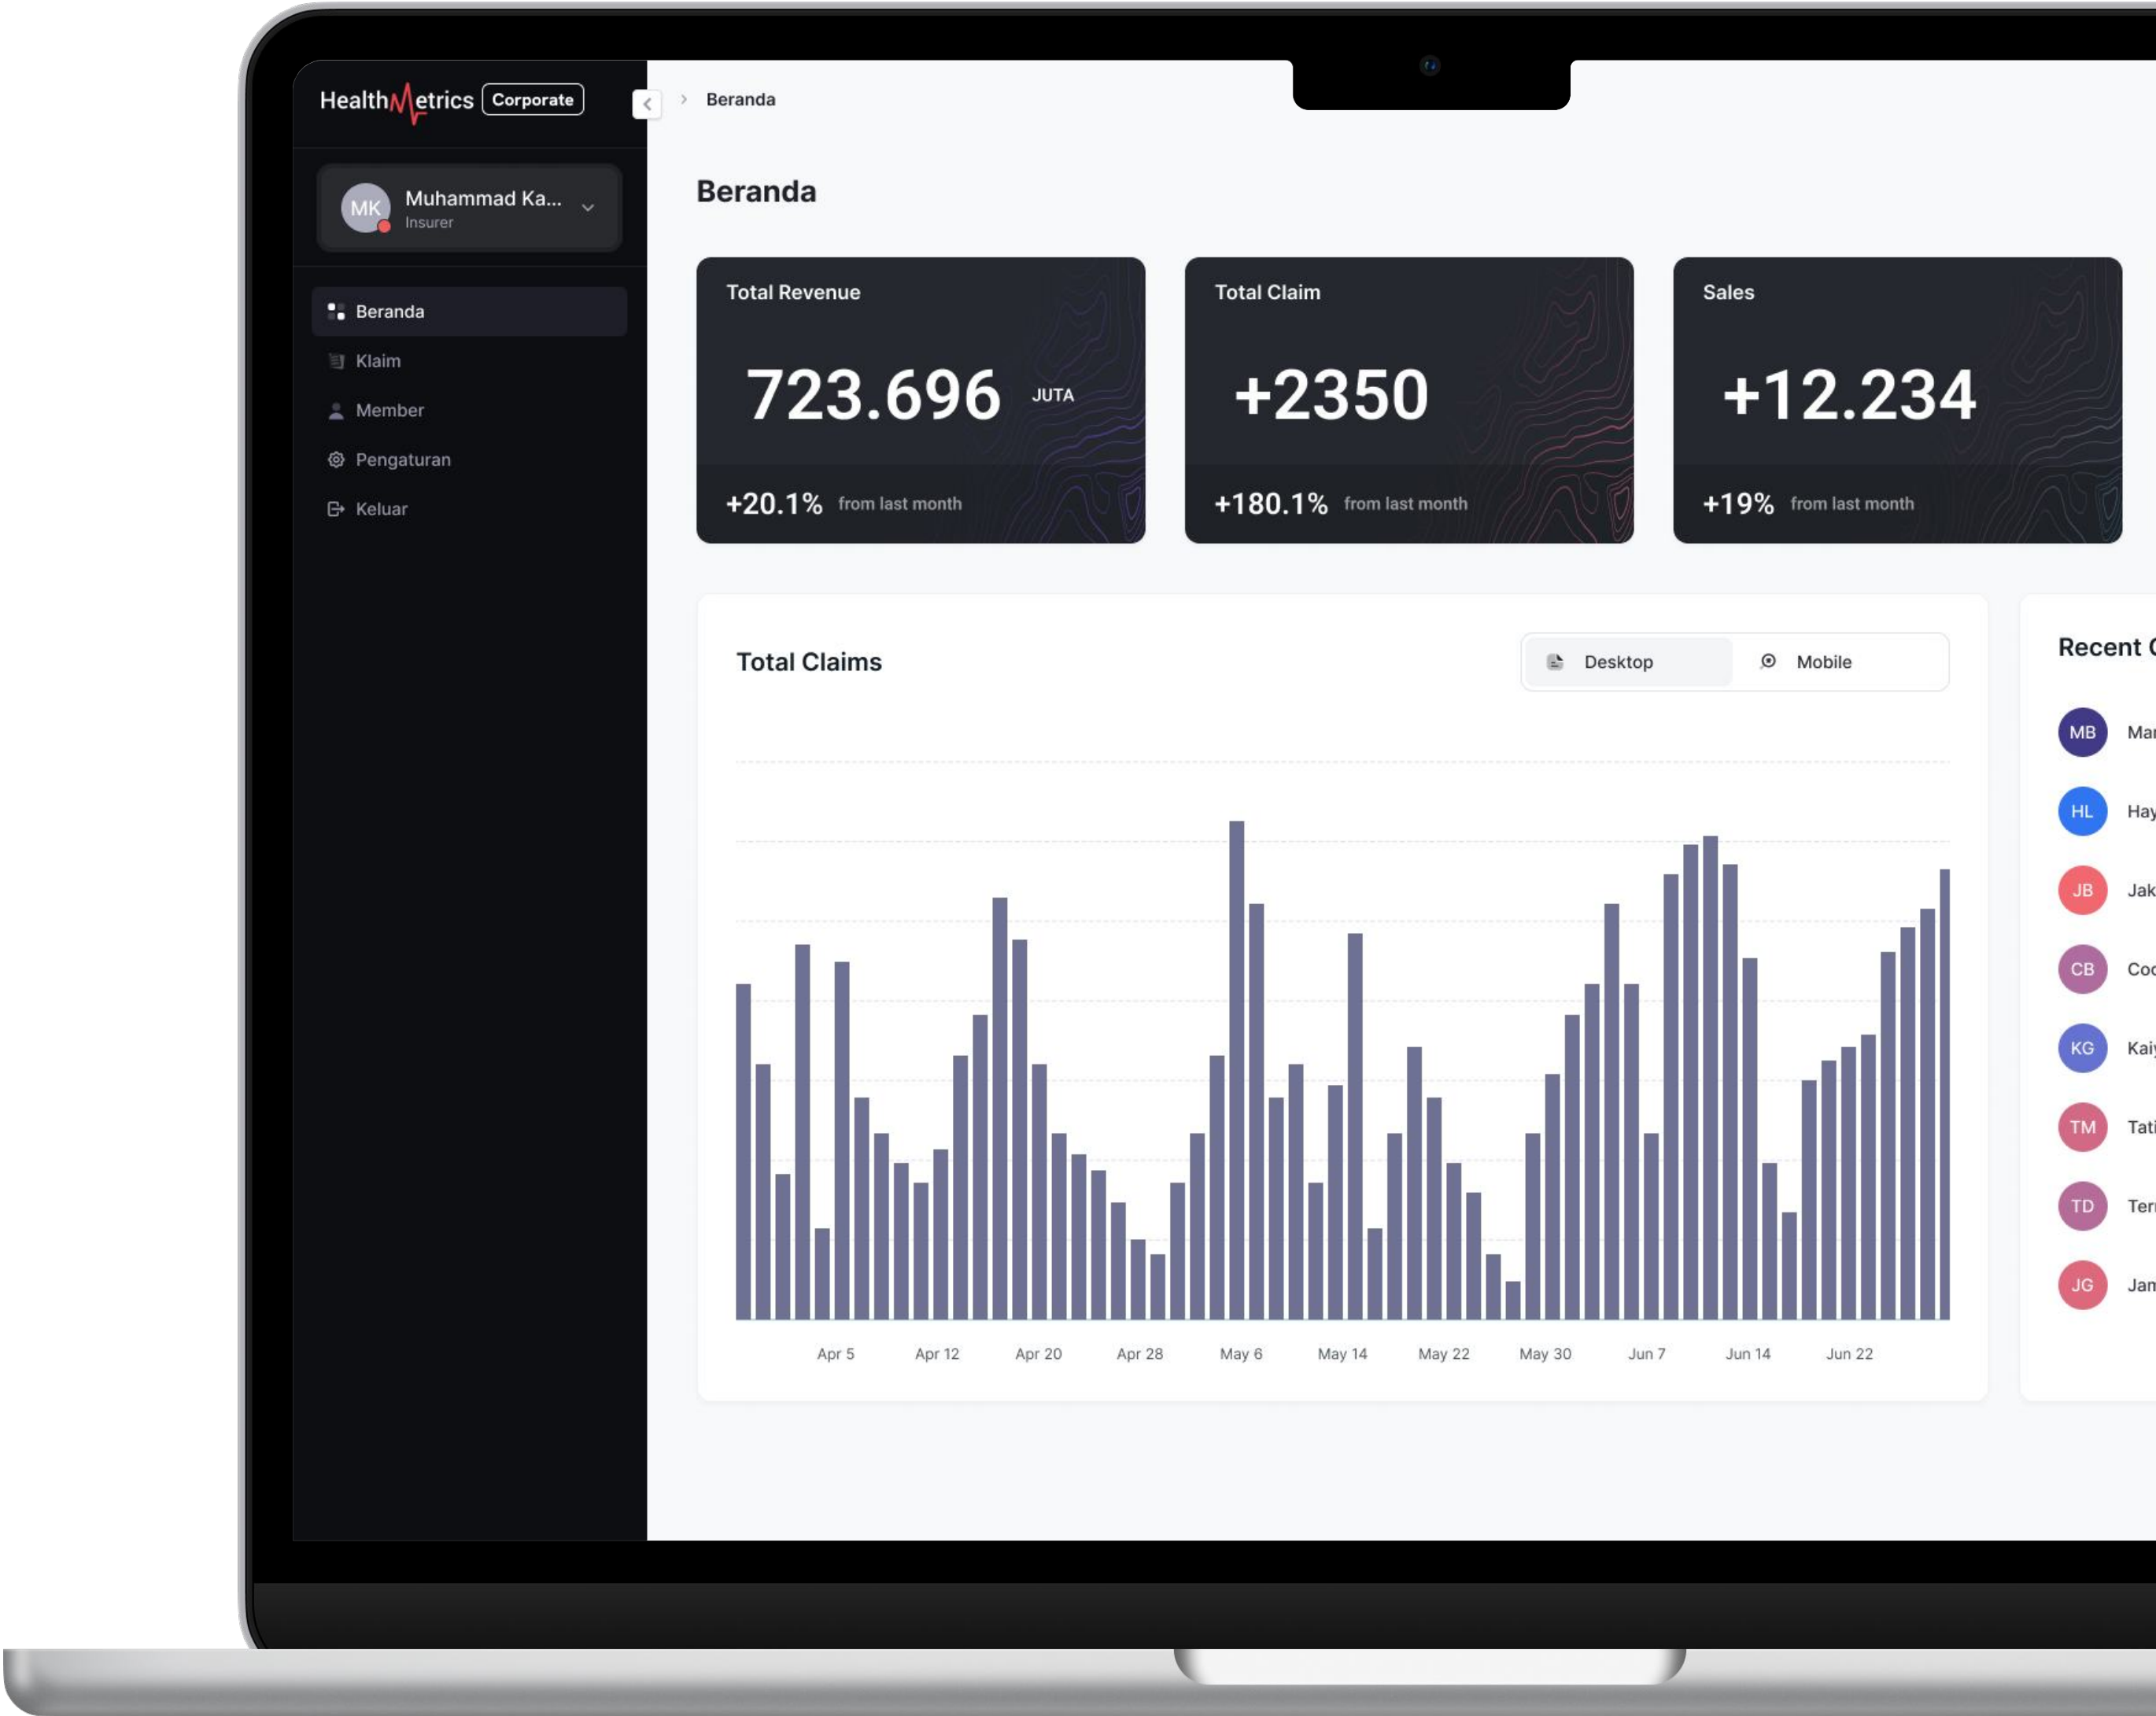 HealthMetrics Corporate
Muhammad Ka...
Insurer
MK
Beranda
Klaim
Member
Pengaturan
Keluar
Beranda
Beranda
Total Revenue
723.696 JUTA
+20.1% from last month
Total Claim
+2350
+180.1% from last month
Sales
+12.234
+19% from last month
Total Claims
Desktop
Mobile
Apr 5 Apr 12 Apr 20 Apr 28 May 6 May 14 May 22 May 30 Jun 7 Jun 14 Jun 22
Recent
MB
HL
JB
CB
KG
TM
TD
JG